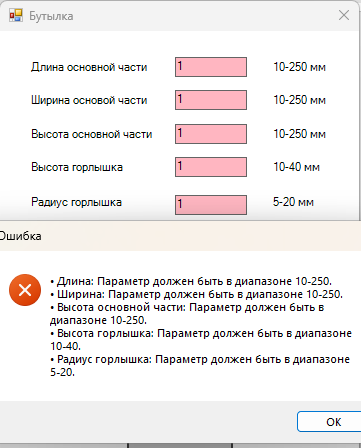 Бутылка
Длина основной части 1 10-250 мм
Ширина основой части 1 10-250 мм
Высота основной части 1 10-250 мм
Высота горлышка 1 10-40 мм
Радиус горлышка 1 5-20 мм
Ошибка
• Длина: Параметр должен быть в диапазоне 10-250.
• Ширина: Параметр должен быть в диапазоне 10-250.
• Высота основной части: Параметр должен быть в
диапазоне 10-250.
• Высота горлышка: Параметр должен быть в диапазоне
10-40.
• Радиус горлышка: Параметр должен быть в диапазоне
5-20.
OK